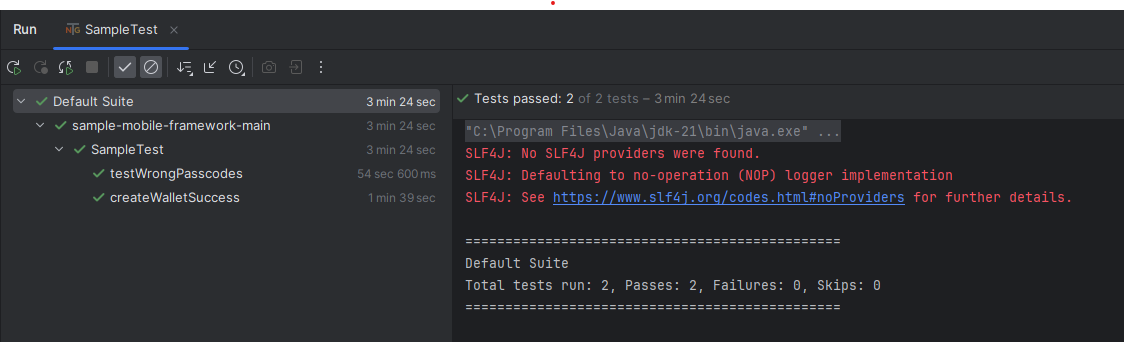 Run
SampleTest
Default Suite 3 min 24 sec
sample-mobile-framework-main 3 min 24 sec
SampleTest 3 min 24 sec
testWrongPasscodes 54 sec 600 ms
createWalletSuccess 1 min 39 sec
Tests passed: 2 of 2 tests – 3 min 24 sec
"C:\Program Files\Java\jdk-21\bin\java.exe" ...
SLF4J: No SLF4J providers were found.
SLF4J: Defaulting to no-operation (NOP) logger implementation
SLF4J: See https://www.slf4j.org/codes.html#noProviders for further details.
===============================================
Default Suite
Total tests run: 2, Passes: 2, Failures: 0, Skips: 0
===============================================